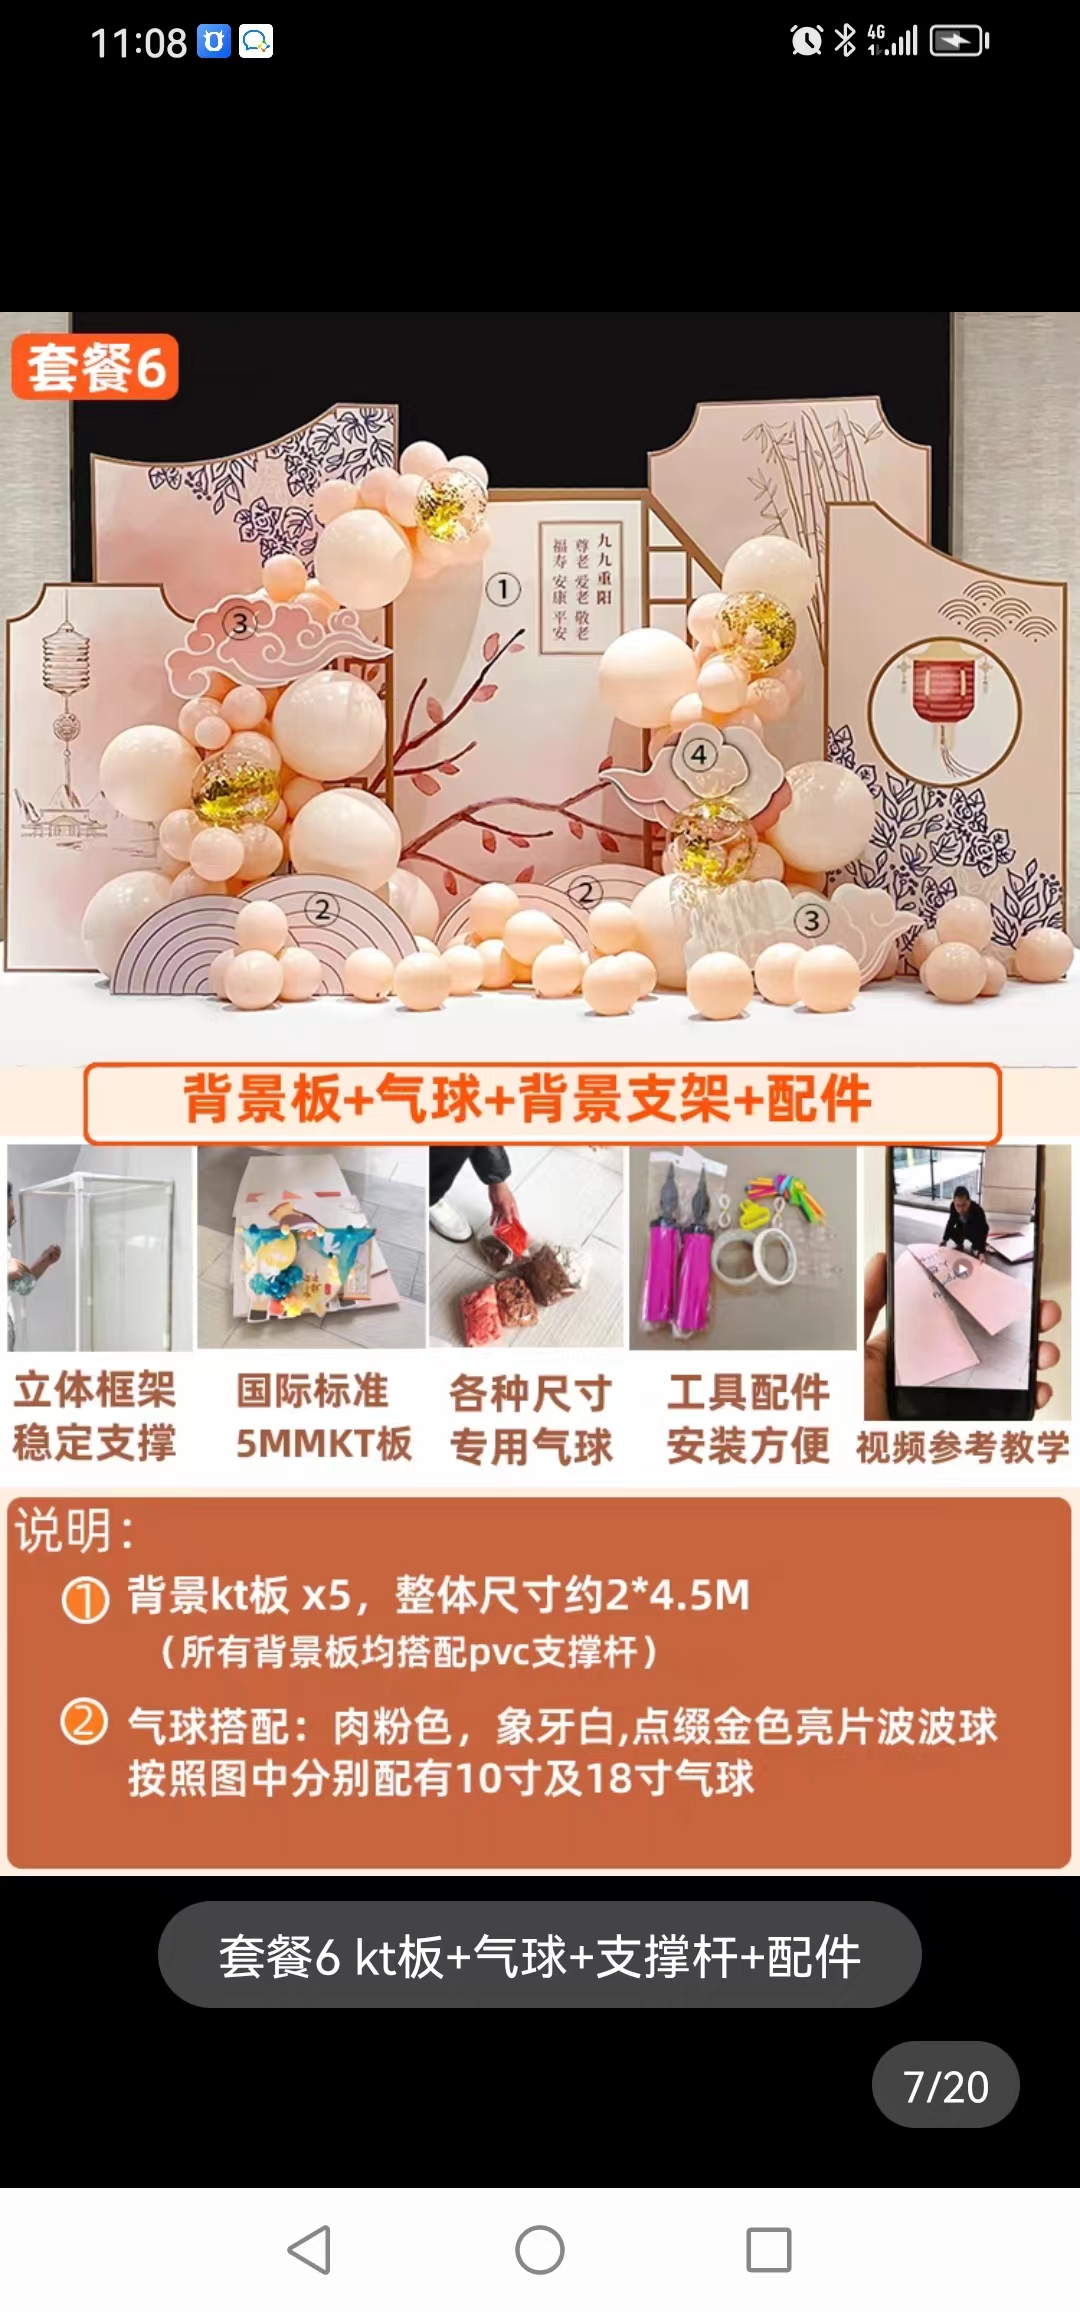 11:08
4G
套餐6
九九重阳
尊老 爱老 敬老
福寿 安康 平安
①
③
②
②
④
③
背景板+气球+背景支架+配件
立体框架
稳定支撑
国际标准
5MMKT板
各种尺寸
专用气球
工具配件
安装方便
视频参考教学
说明：
① 背景kt板 x5，整体尺寸约2*4.5M
（所有背景板均搭配pvc支撑杆）
② 气球搭配：肉粉色，象牙白,点缀金色亮片波波球
按照图中分别配有10寸及18寸气球
套餐6 kt板+气球+支撑杆+配件
7/20